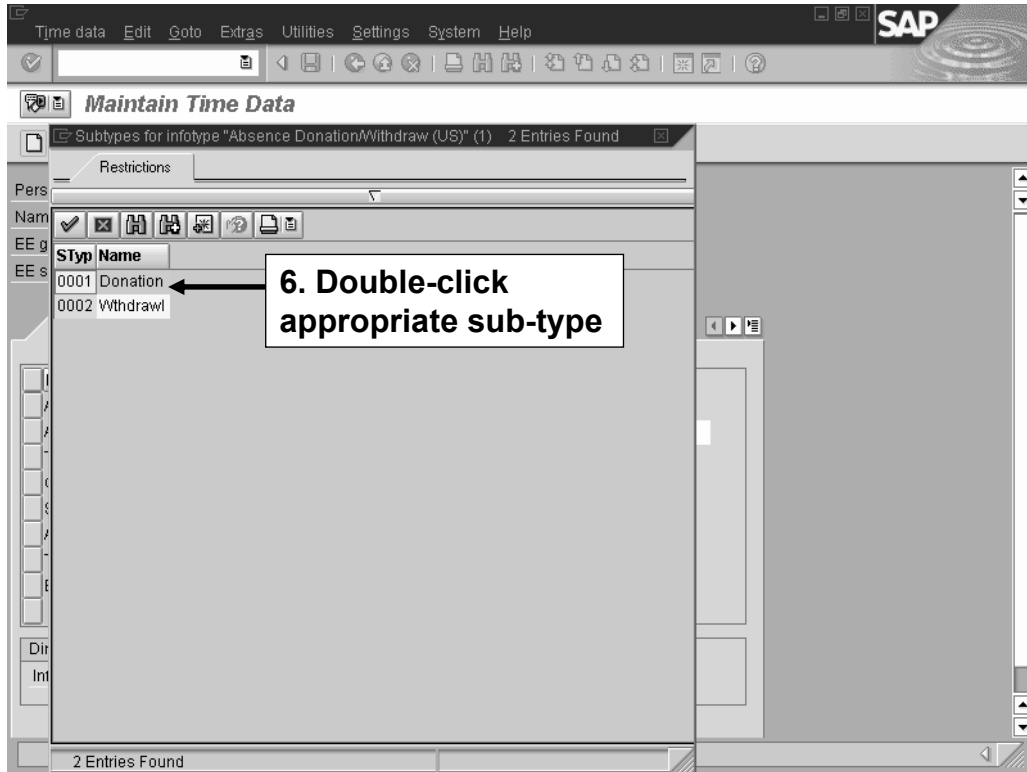 Time data Edit Goto Extras Utilities Settings System Help
SAP
Maintain Time Data
Subtypes for infotype "Absence Donation/Withdraw (US)" (1) 2 Entries Found
Restrictions
Pers
Nam
EE g
EE s
STyp Name
0001 Donation
0002 Wthdrawl
6. Double-click
appropriate sub-type
Dir
Int
2 Entries Found